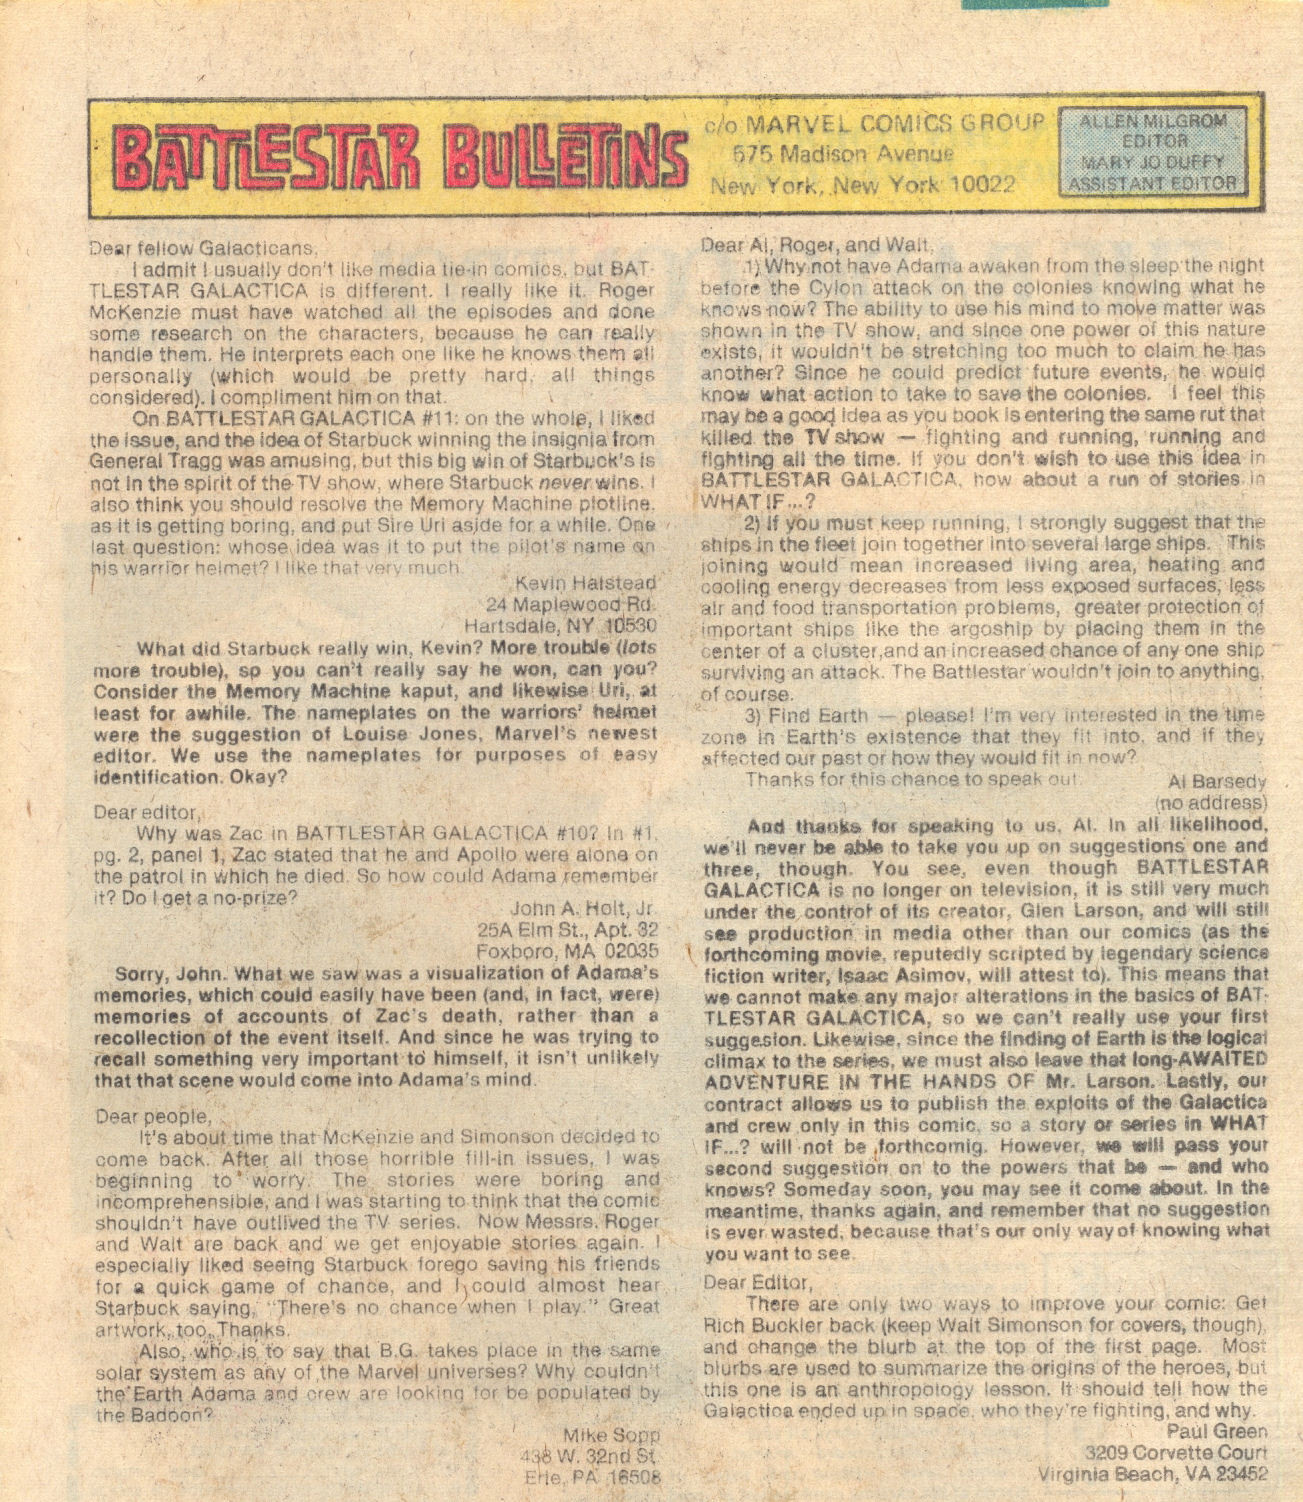 BATTLESTAR BULLETINS
c/o MARVEL COMICS GROUP
575 Madison Avenue
New York, New York 10022
ALLEN MILGROM
EDITOR
MARY JO DUFFY
ASSISTANT EDITOR
Dear fellow Galacticans,
I admit I usually don't like media tie-in comics, but BAT-
TLESTAR GALACTICA is different. I really like it. Roger
McKenzie must have watched all the episodes and done
some research on the characters, because he can really
handle them. He interprets each one like he knows them all
personally (which would be pretty hard, all things
considered). I compliment him on that.
On BATTLESTAR GALACTICA #11: on the whole, I liked
the issue, and the idea of Starbuck winning the insignia from
General Tragg was amusing, but this big win of Starbuck's is
not in the spirit of the TV show, where Starbuck never wins. I
also think you should resolve the Memory Machine plotline,
as it is getting boring, and put Sire Uri aside for a while. One
last question: whose idea was it to put the pilot's name on
his warrior helmet? I like that very much.
Kevin Halstead
24 Maplewood Rd.
Hartsdale, NY 10530
What did Starbuck really win, Kevin? More trouble (lots
more trouble), so you can't really say he won, can you?
Consider the Memory Machine kaput, and likewise Uri, at
least for awhile. The nameplates on the warriors' helmet
were the suggestion of Louise Jones, Marvel's newest
editor. We use the nameplates for purposes of easy
identification. Okay?
Dear editor,
Why was Zac in BATTLESTAR GALACTICA #10? In #1,
pg. 2, panel 1, Zac stated that he and Apollo were alone on
the patrol in which he died. So how could Adama remember
it? Do I get a no-prize?
John A. Holt, Jr.
25A Elm St., Apt. 32
Foxboro, MA 02035
Sorry, John. What we saw was a visualization of Adama's
memories, which could easily have been (and, in fact, were)
memories of accounts of Zac's death, rather than a
recollection of the event itself. And since he was trying to
recall something very important to himself, it isn't unlikely
that that scene would come into Adama's mind.
Dear people,
It's about time that McKenzie and Simonson decided to
come back. After all those horrible fill-in issues, I was
beginning to worry. The stories were boring and
incomprehensible, and I was starting to think that the comic
shouldn't have outlived the TV series. Now Messrs. Roger
and Walt are back and we get enjoyable stories again. I
especially liked seeing Starbuck forego saving his friends
for a quick game of chance, and I could almost hear
Starbuck saying, "There's no chance when I play." Great
artwork, too. Thanks.
Also, who is to say that B.G. takes place in the same
solar system as any of the Marvel universes? Why couldn't
the Earth Adama and crew are looking for be populated by
the Badoon?
Mike Sopp
438 W. 32nd St.
Erie, PA 16508
Dear Al, Roger, and Walt,
1) Why not have Adama awaken from the sleep the night
before the Cylon attack on the colonies knowing what he
knows now? The ability to use his mind to move matter was
shown in the TV show, and since one power of this nature
exists, it wouldn't be stretching too much to claim he has
another? Since he could predict future events, he would
know what action to take to save the colonies. I feel this
may be a good idea as you book is entering the same rut that
killed the TV show — fighting and running, running and
fighting all the time. If you don't wish to use this idea in
BATTLESTAR GALACTICA, how about a run of stories in
WHAT IF...?
2) If you must keep running, I strongly suggest that the
ships in the fleet join together into several large ships. This
joining would mean increased living area, heating and
cooling energy decreases from less exposed surfaces, less
air and food transportation problems, greater protection of
important ships like the argoship by placing them in the
center of a cluster,and an increased chance of any one ship
surviving an attack. The Battlestar wouldn't join to anything,
of course.
3) Find Earth — please! I'm very interested in the time
zone in Earth's existence that they fit into, and if they
affected our past or how they would fit in now?
Thanks for this chance to speak out.
Al Barsedy
(no address)
And thanks for speaking to us, Al. In all likelihood,
we'll never be able to take you up on suggestions one and
three, though. You see, even though BATTLESTAR
GALACTICA is no longer on television, it is still very much
under the control of its creator, Glen Larson, and will still
see production in media other than our comics (as the
forthcoming movie, reputedly scripted by legendary science
fiction writer, Isaac Asimov, will attest to). This means that
we cannot make any major alterations in the basics of BAT-
TLESTAR GALACTICA, so we can't really use your first
suggesion. Likewise, since the finding of Earth is the logical
climax to the series, we must also leave that long-AWAITED
ADVENTURE IN THE HANDS OF Mr. Larson. Lastly, our
contract allows us to publish the exploits of the Galactica
and crew only in this comic, so a story or series in WHAT
IF...? will not be forthcomig. However, we will pass your
second suggestion on to the powers that be — and who
knows? Someday soon, you may see it come about. In the
meantime, thanks again, and remember that no suggestion
is ever wasted, because that's our only way of knowing what
you want to see.
Dear Editor,
There are only two ways to improve your comic: Get
Rich Buckler back (keep Walt Simonson for covers, though),
and change the blurb at the top of the first page. Most
blurbs are used to summarize the origins of the heroes, but
this one is an anthropology lesson. It should tell how the
Galactica ended up in space, who they're fighting, and why.
Paul Green
3209 Corvette Court
Virginia Beach, VA 23452